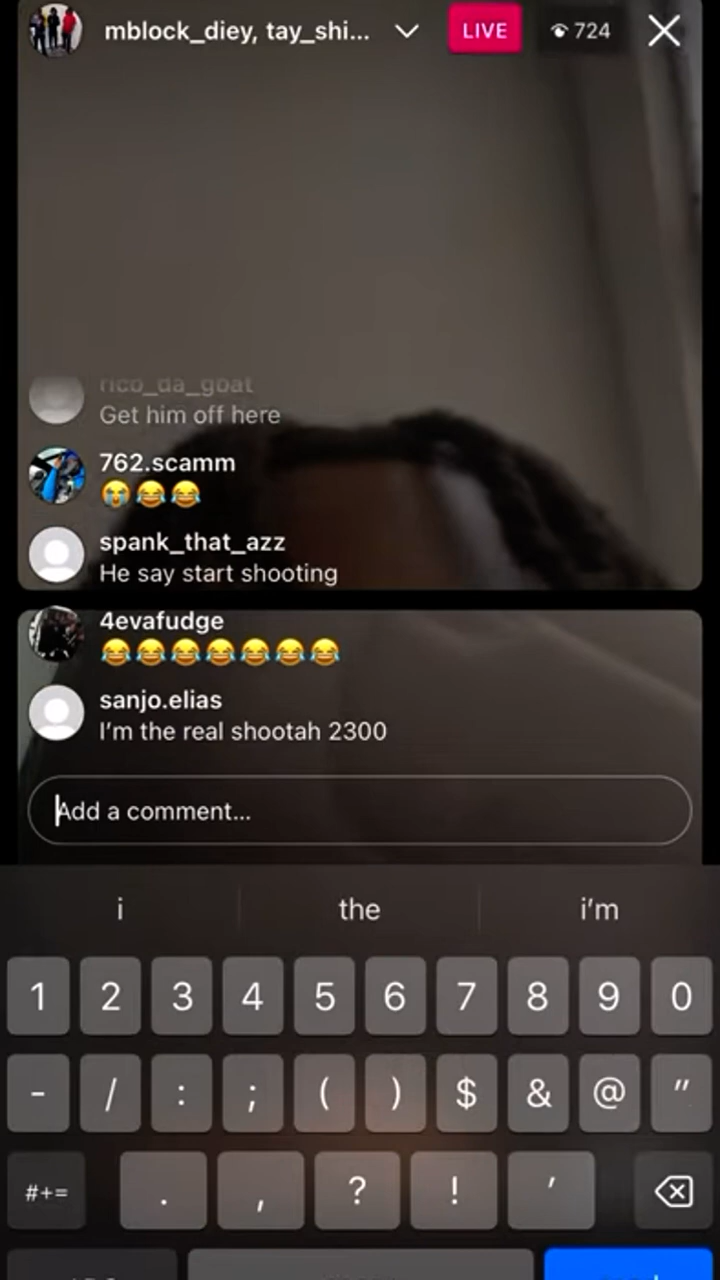 mblock_diey, tay_shi...
LIVE
724
rico_da_goat
Get him off here
762.scamm
😭😂😂
spank_that_azz
He say start shooting
4evafudge
😂😂😂😂😂😂😂
sanjo.elias
I'm the real shootah 2300
Add a comment...
i the i'm
1 2 3 4 5 6 7 8 9 0
- / : ; ( ) $ & @ "
#+= . , ? ! '